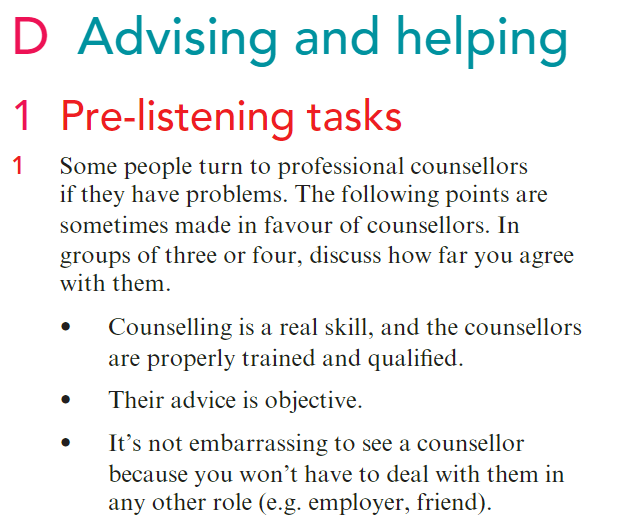 D Advising and helping
1 Pre-listening tasks
1 Some people turn to professional counsellors
if they have problems. The following points are
sometimes made in favour of counsellors. In
groups of three or four, discuss how far you agree
with them.
• Counselling is a real skill, and the counsellors
are properly trained and qualified.
• Their advice is objective.
• It’s not embarrassing to see a counsellor
because you won’t have to deal with them in
any other role (e.g. employer, friend).